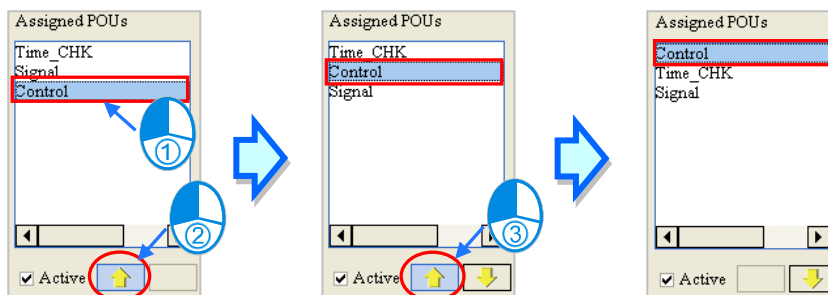 Assigned POUs
Time_CHK
Signal
Control
①
②
Active
Assigned POUs
Time_CHK
Control
Signal
③
Active
Assigned POUs
Control
Time_CHK
Signal
Active